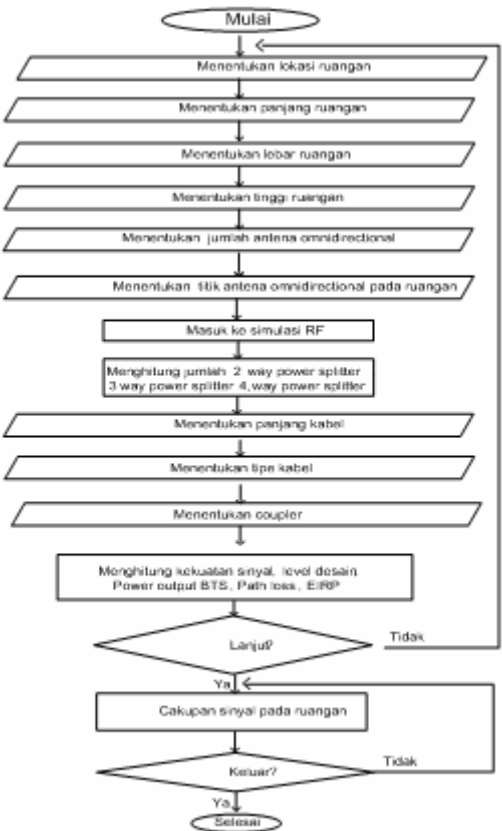 Mulai
Menentukan lokasi ruangan
Menentukan panjang ruangan
Menentukan lebar ruangan
Menentukan tinggi ruangan
Menentukan jumlah antena omnidirectional
Menentukan titik antena omnidirectional pada ruangan
Masuk ke simulasi RF
Menghitung jumlah 2 way power splitter
3 way power splitter 4, way power splitter
Menentukan panjang kabel
Menentukan tipe kabel
Menentukan coupler
Menghitung kekuatan sinyal, level desain
Power output BTS, Path loss, EIRP
Lanjut?
Tidak
Ya
Cakupan sinyal pada ruangan
Keluar?
Tidak
Ya
Selesai